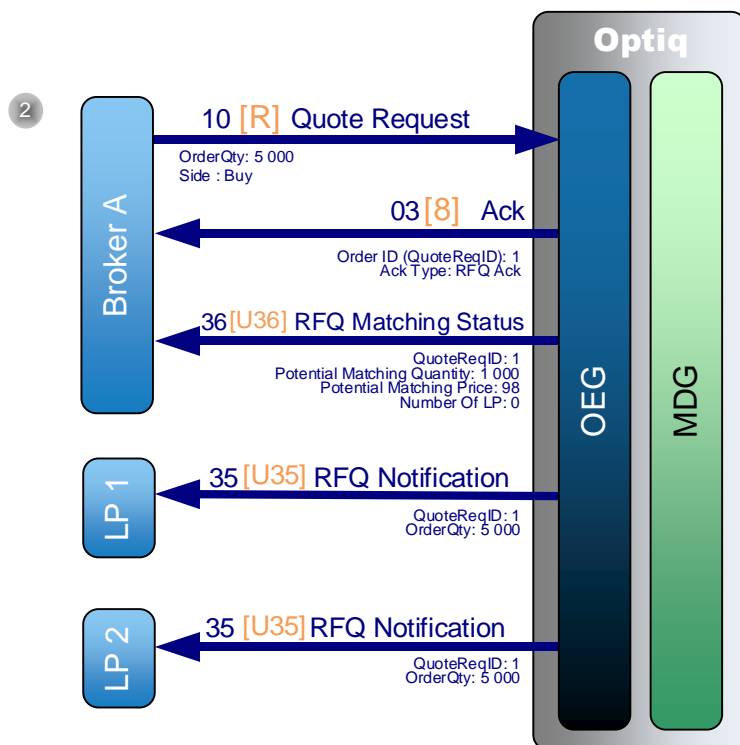 Optiq
2
10 [R] Quote Request
OrderQty: 5 000
Side : Buy
03 [8] Ack
Order ID (QuoteReqID): 1
Ack Type: RFQ Ack
Broker A
36 [U36] RFQ Matching Status
QuoteReqID: 1
Potential Matching Quantity: 1 000
Potential Matching Price: 98
Number Of LP: 0
OEG
MDG
LP 1
35 [U35] RFQ Notification
QuoteReqID: 1
OrderQty: 5 000
LP 2
35 [U35] RFQ Notification
QuoteReqID: 1
OrderQty: 5 000